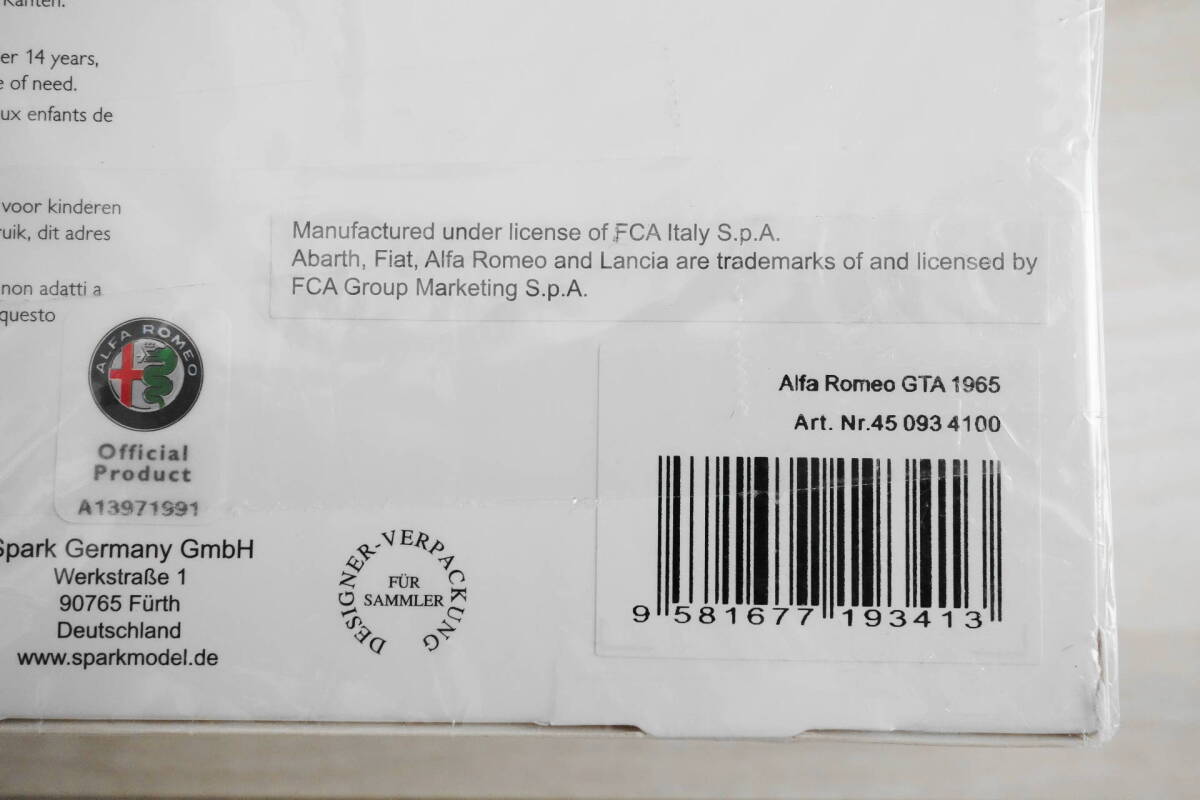 Kanten.
er 14 years,
e of need.
ux enfants de
voor kinderen
ruik, dit adres
non adatti a
questo
Manufactured under license of FCA Italy S.p.A.
Abarth, Fiat, Alfa Romeo and Lancia are trademarks of and licensed by
FCA Group Marketing S.p.A.
ALFA ROMEO
Official
Product
A13971991
Spark Germany GmbH
Werkstraße 1
90765 Fürth
Deutschland
www.sparkmodel.de
DESIGNER-VERPACKUNG
FÜR
SAMMLER
Alfa Romeo GTA 1965
Art. Nr.45 093 4100
9 581677 193413